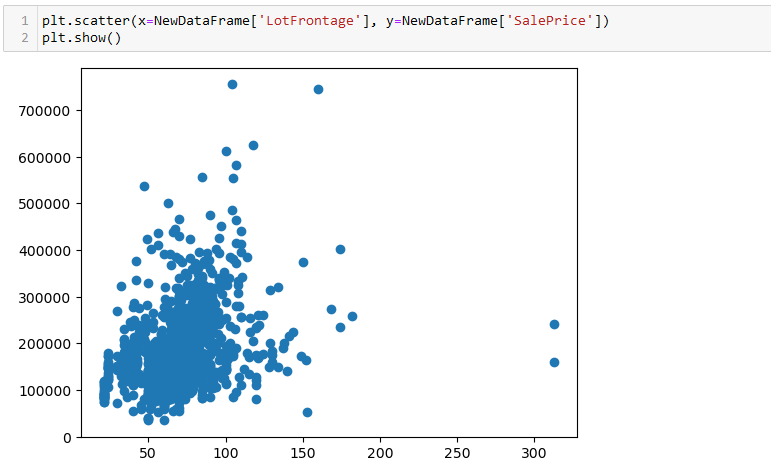 1 plt.scatter(x=NewDataFrame['LotFrontage'], y=NewDataFrame['SalePrice'])
2 plt.show()
700000
600000
500000
400000
300000
200000
100000
0
50 100 150 200 250 300